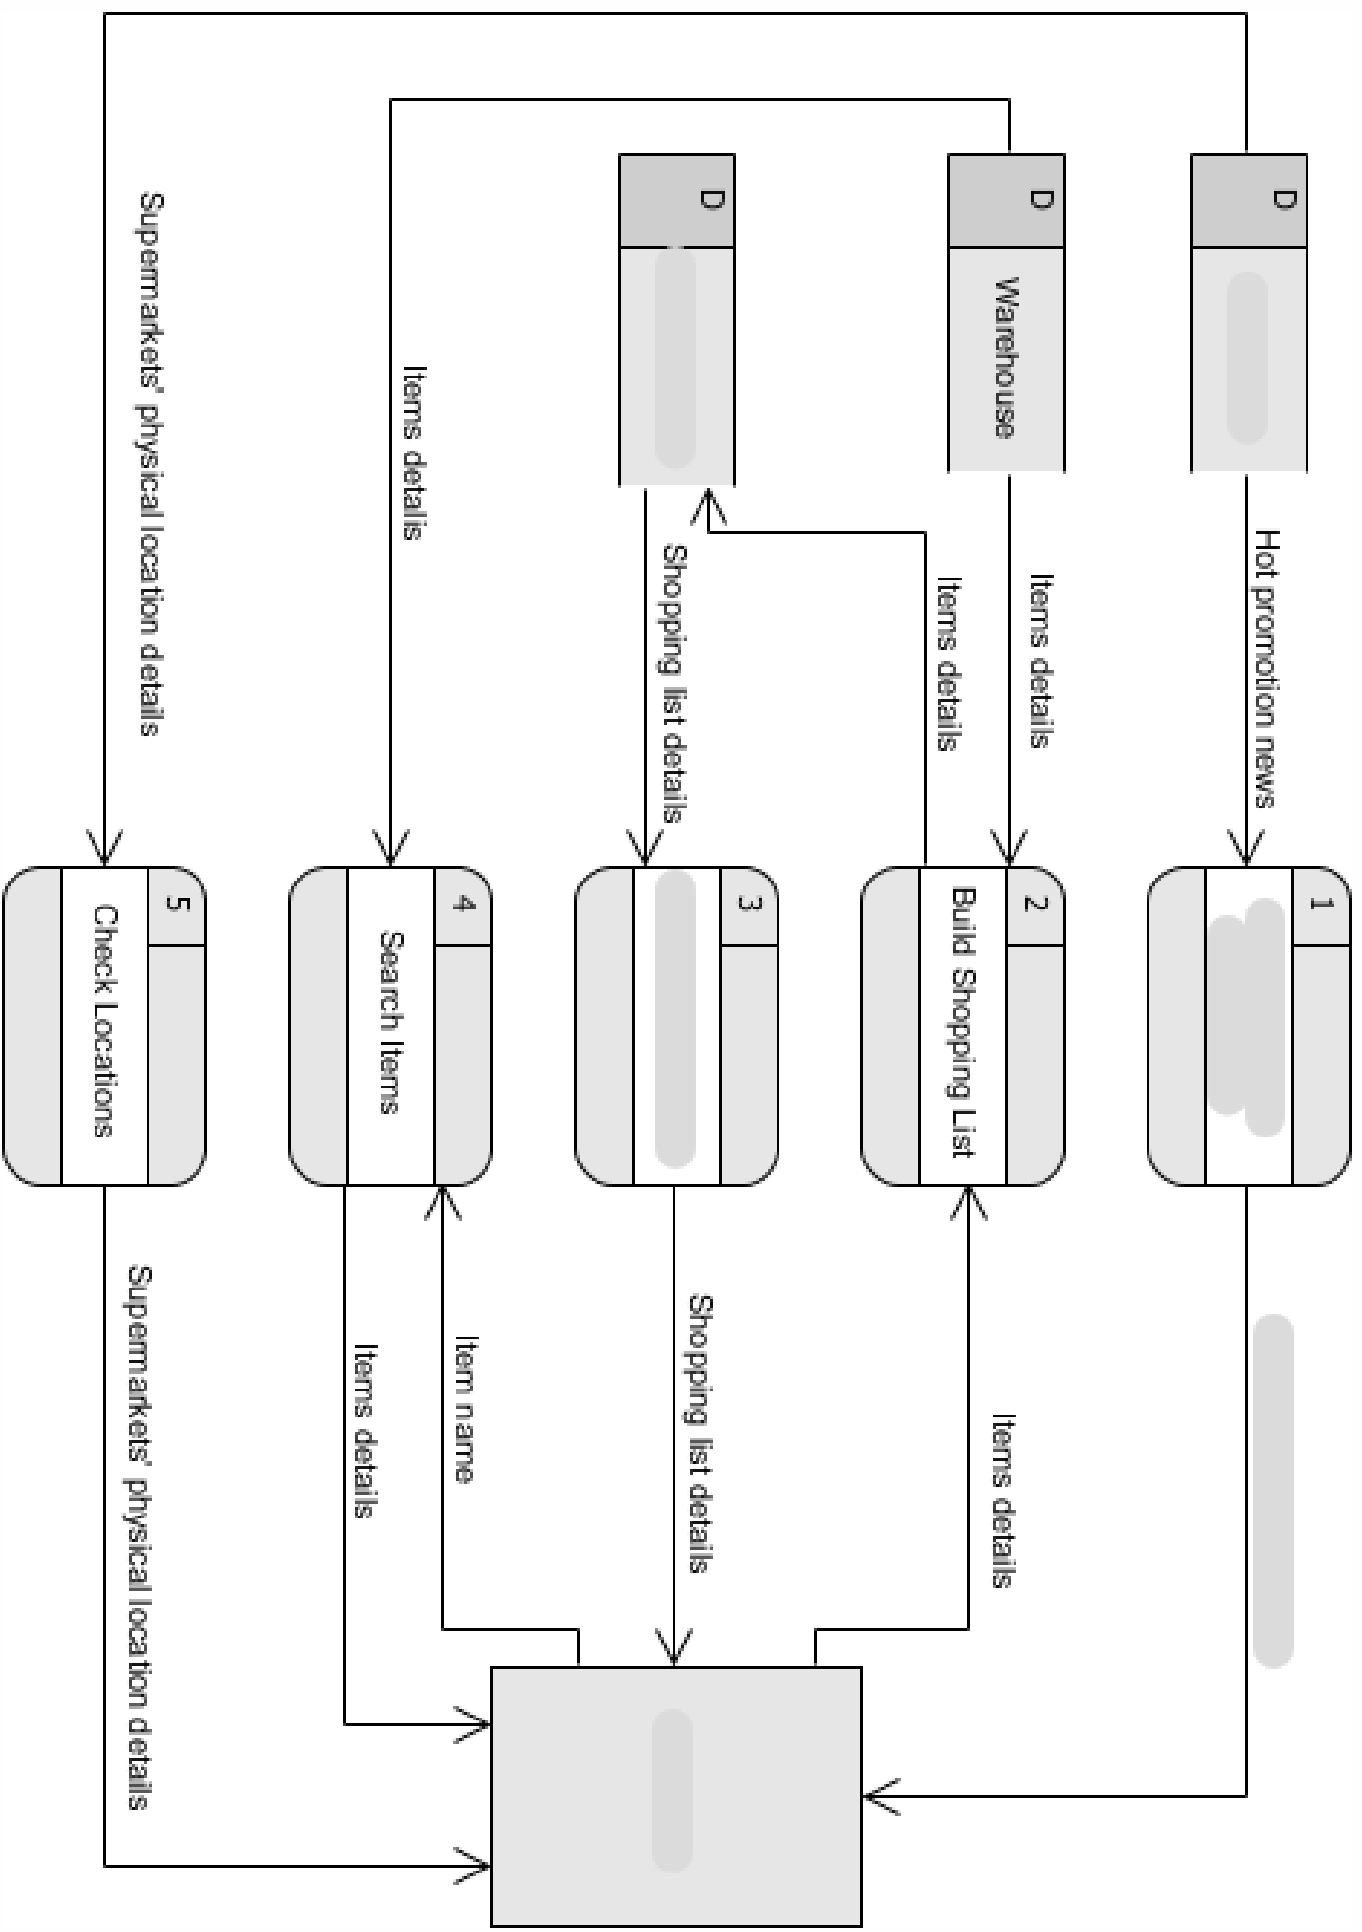 1
D
Hot promotion news
D
Items details
2
Warehouse
Items details
Build Shopping List
Items details
3
D
Shopping list details
Shopping list details
4
Item name
Items detalis
Search Items
Items details
5
Supermarkets' physical location details
Supermarkets' physical location details
Check Locations